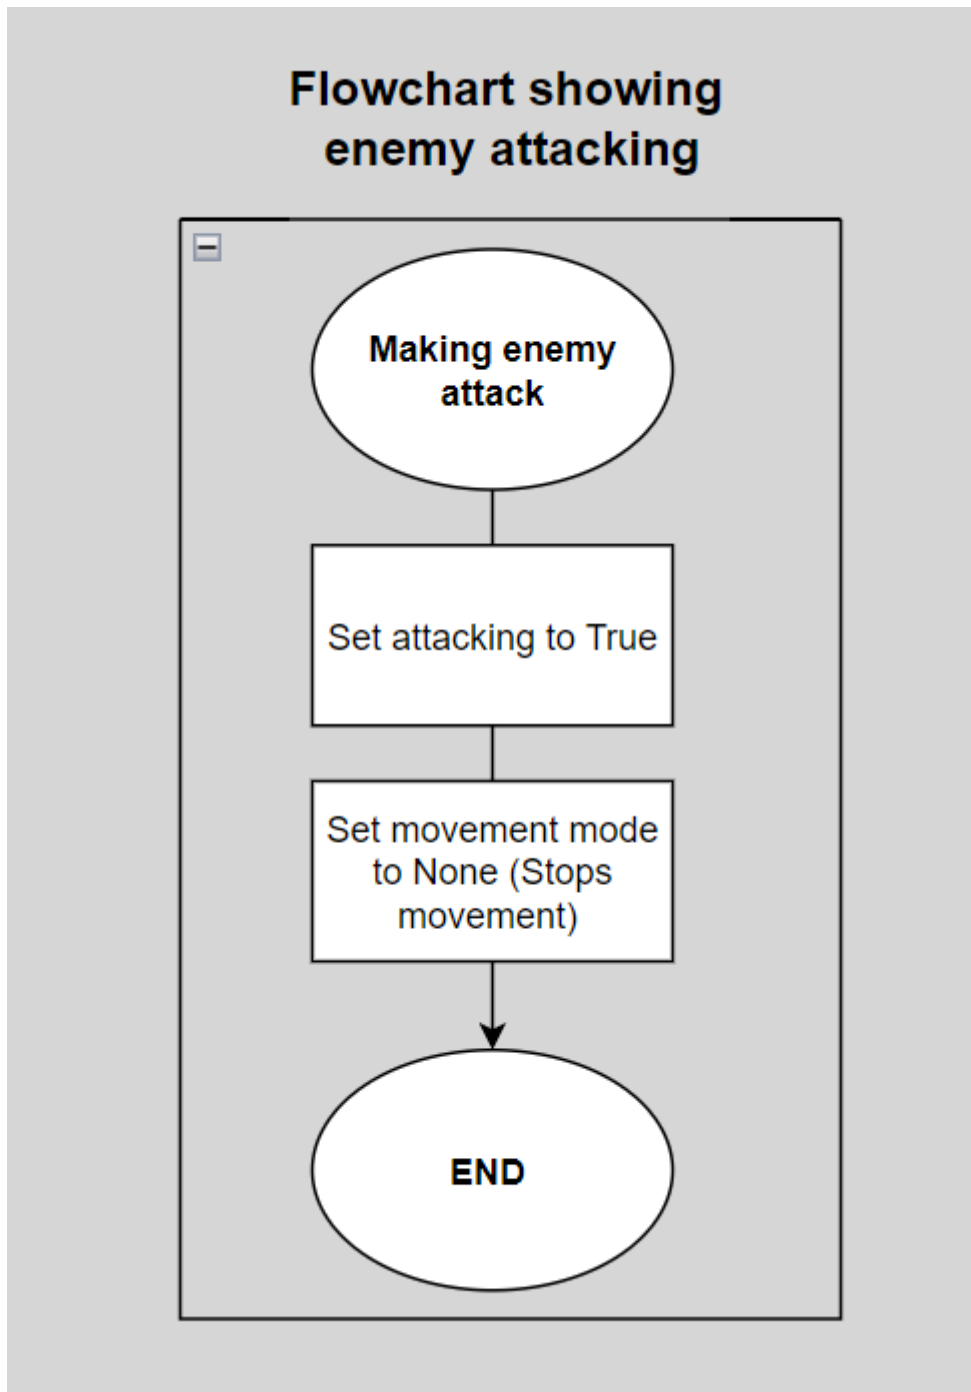 Flowchart showing
enemy attacking
Making enemy
attack
Set attacking to True
Set movement mode
to None (Stops
movement)
END